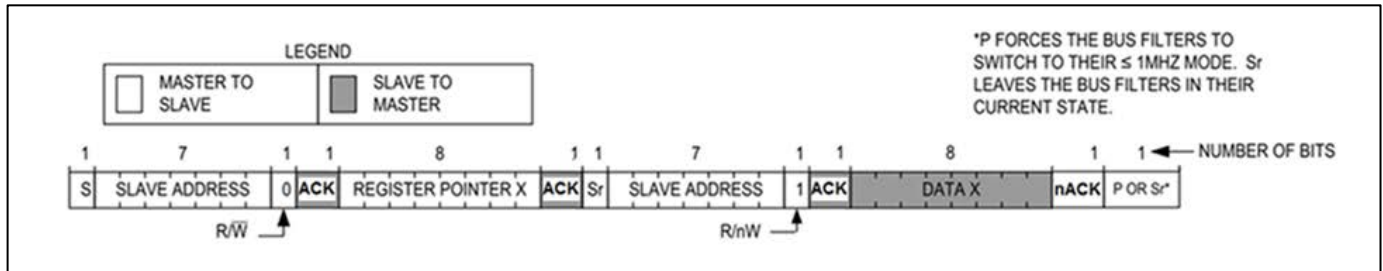 LEGEND
MASTER TO
SLAVE
SLAVE TO
MASTER
*P FORCES THE BUS FILTERS TO
SWITCH TO THEIR ≤ 1MHZ MODE. Sr
LEAVES THE BUS FILTERS IN THEIR
CURRENT STATE.
1 7 1 1 8 1 1 7 1 1 8 1 1 NUMBER OF BITS
S SLAVE ADDRESS 0 ACK REGISTER POINTER X ACK Sr SLAVE ADDRESS 1 ACK DATA X nACK P OR Sr*
R/W̅ R/nW